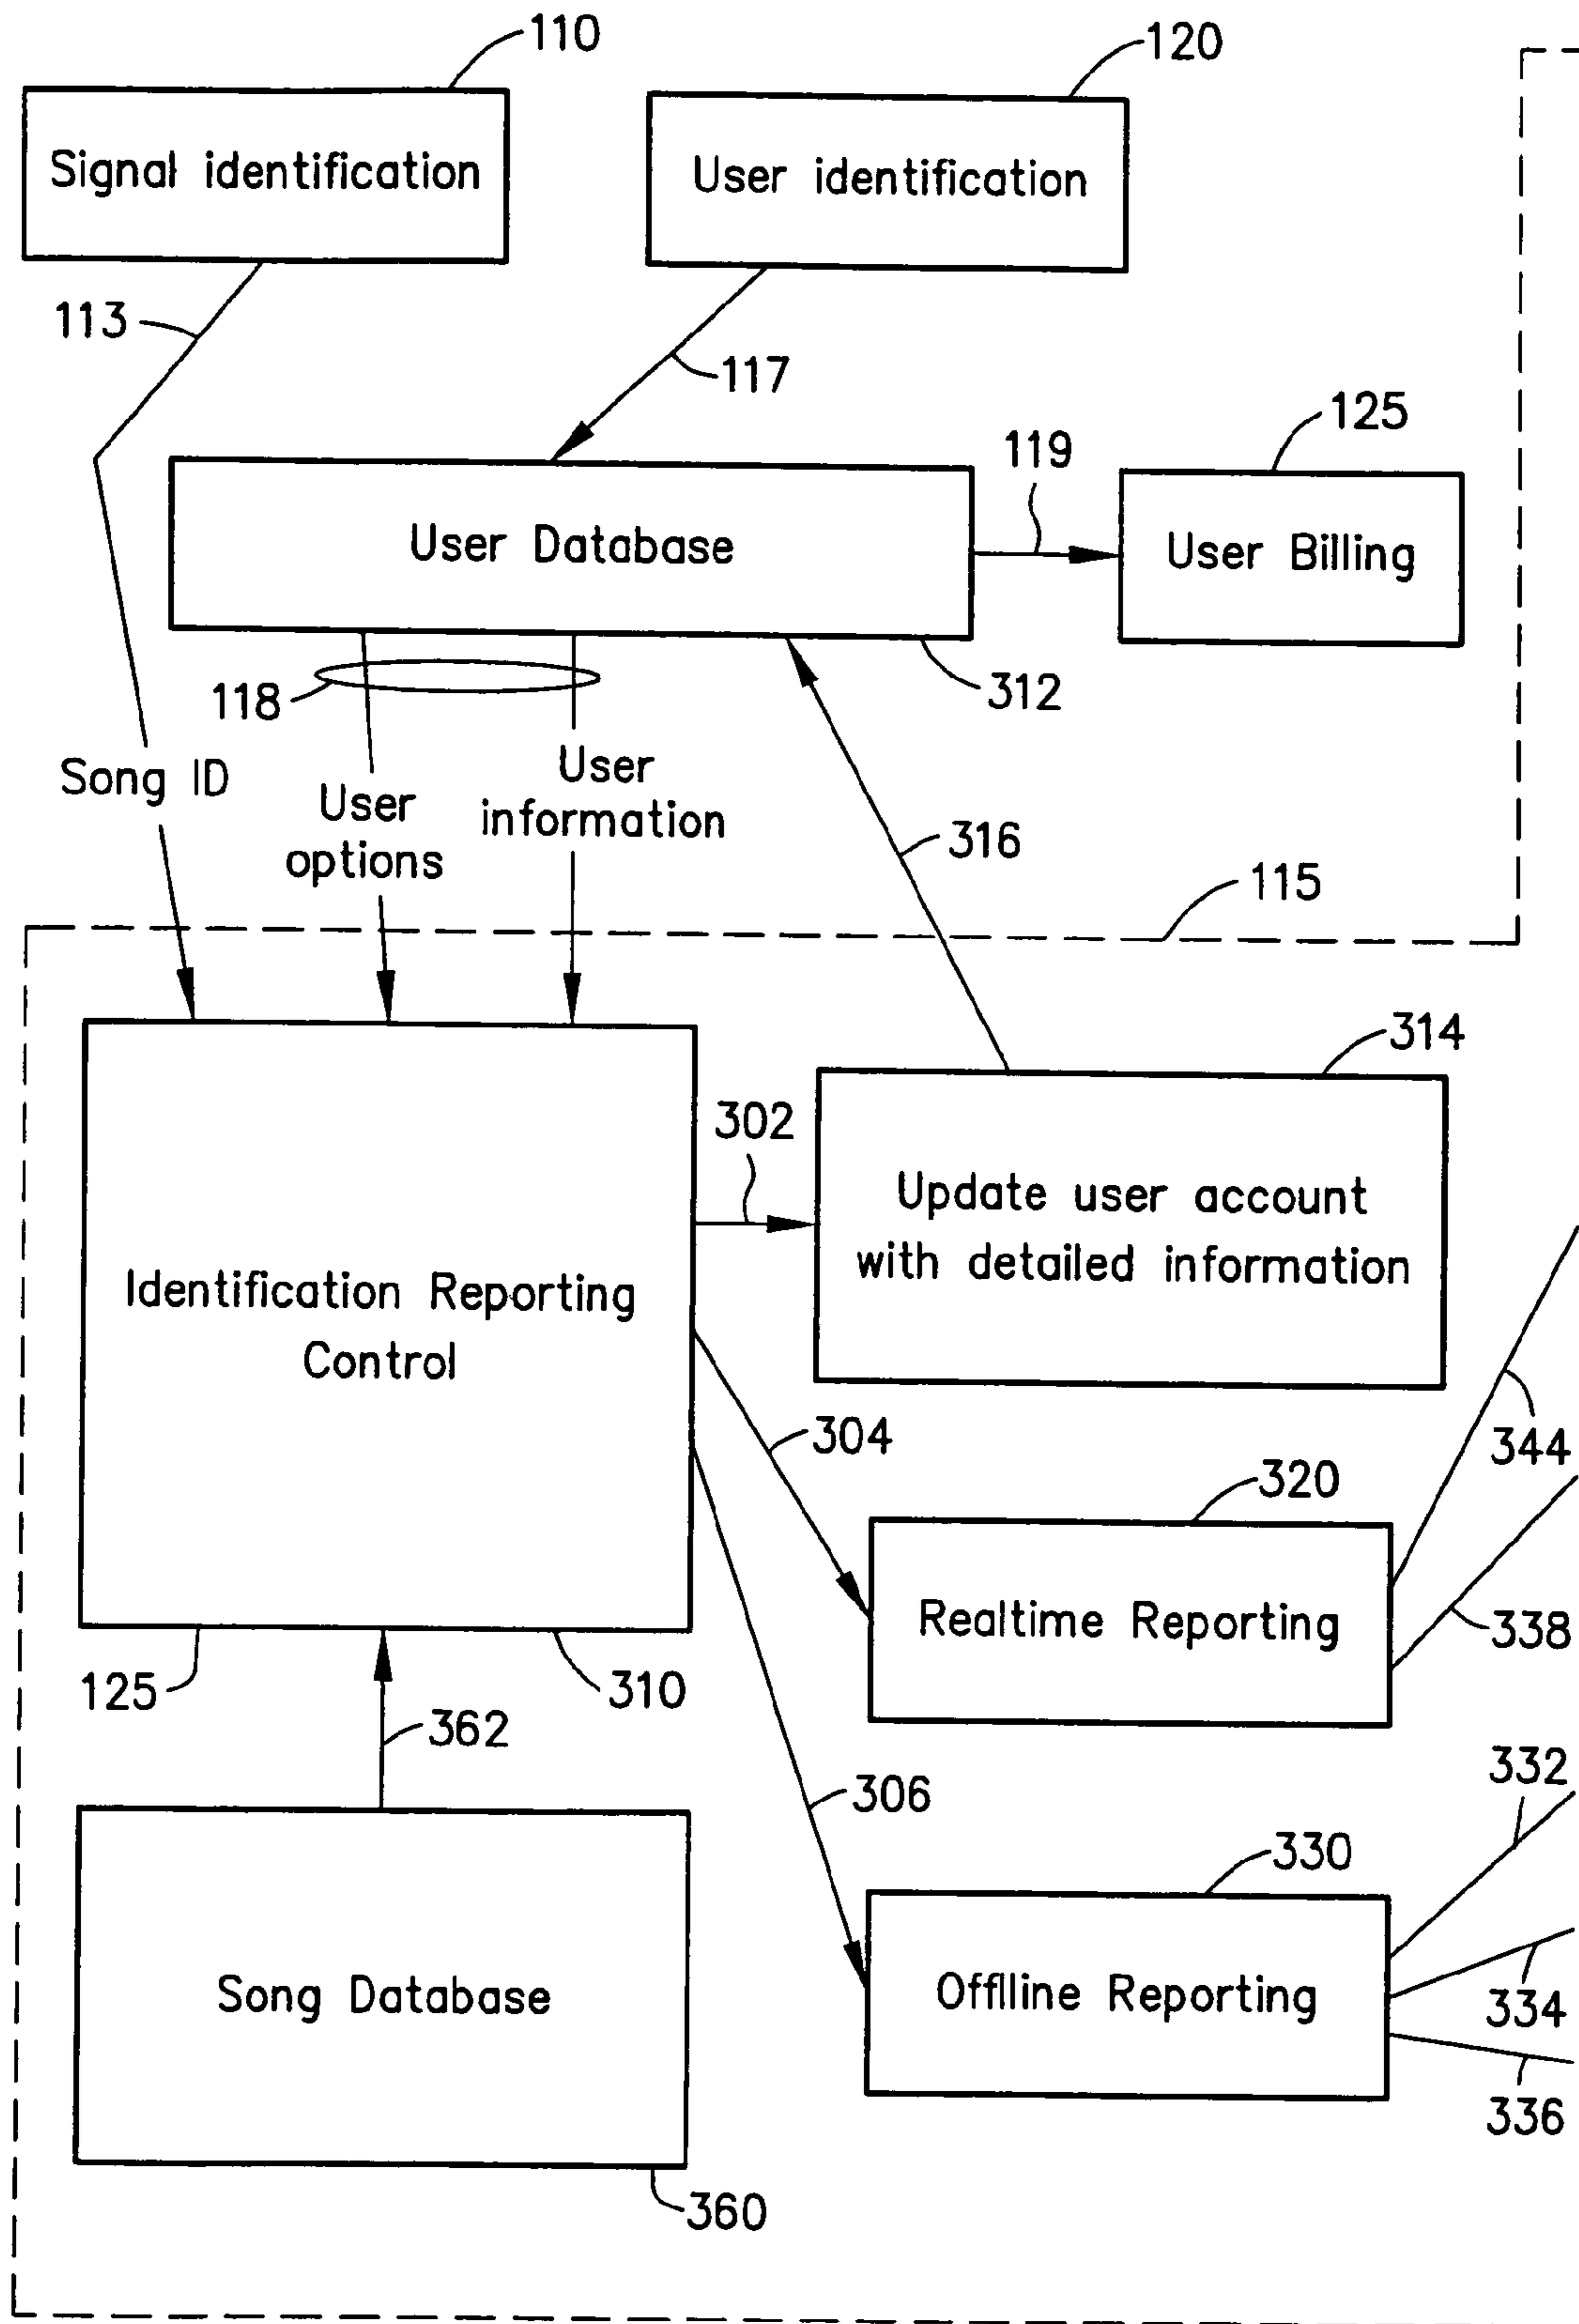 110
120
Signal identification
User identification
113
117
125
119
User Database
User Billing
118
312
Song ID
User
options
User
information
316
115
314
302
Update user account
with detailed information
Identification Reporting
Control
304
344
320
Realtime Reporting
338
125
310
362
332
306
330
Song Database
Offlline Reporting
334
336
360